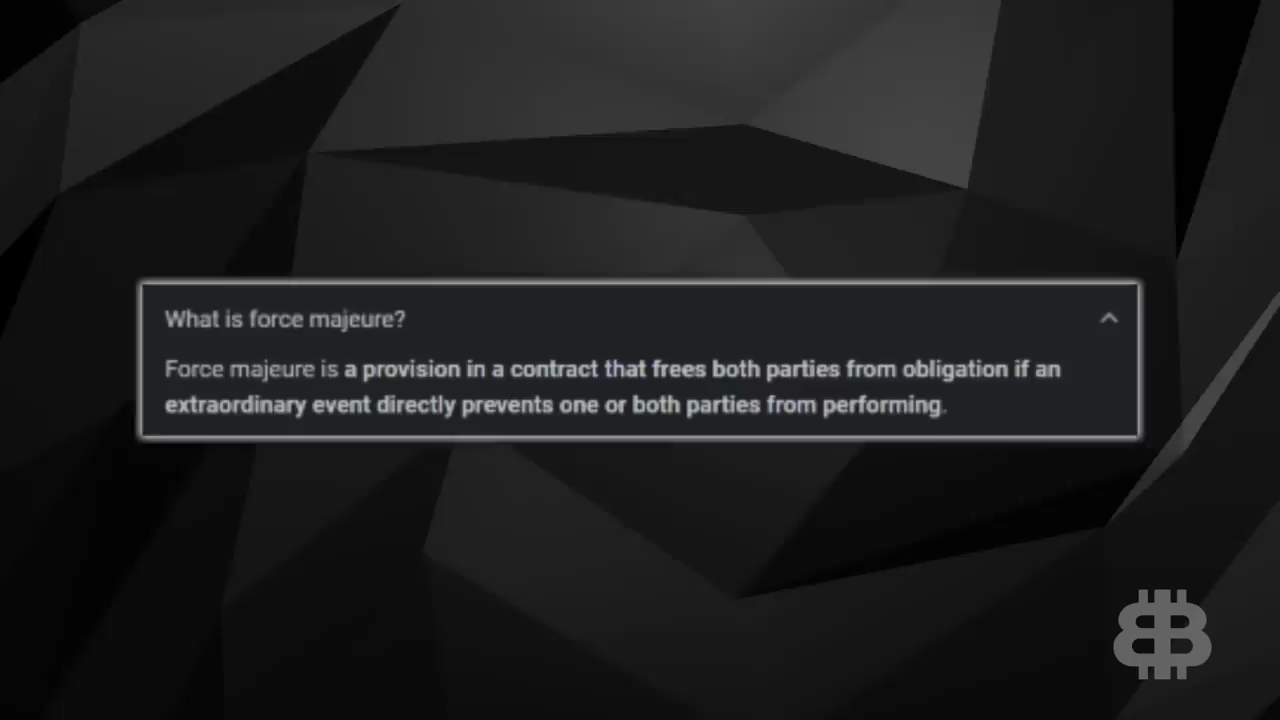 What is force majeure?
Force majeure is a provision in a contract that frees both parties from obligation if an
extraordinary event directly prevents one or both parties from performing.